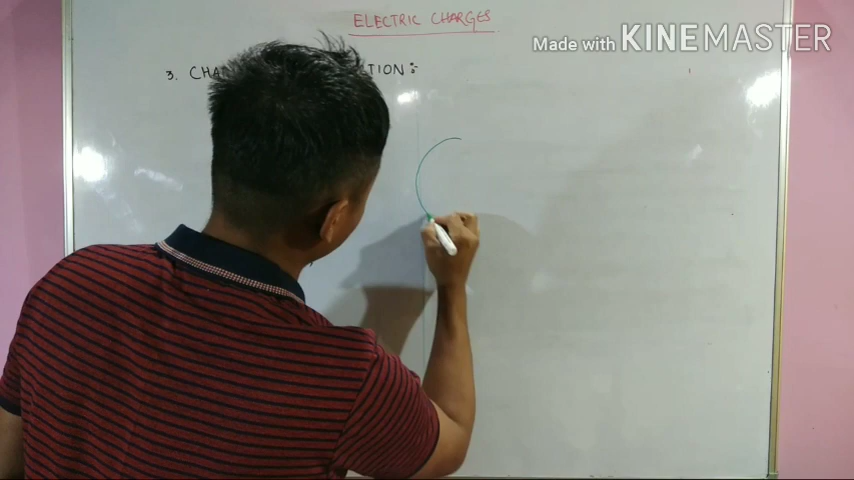 ELECTRIC CHARGES
Made with KINEMASTER
3. CHA TION :-